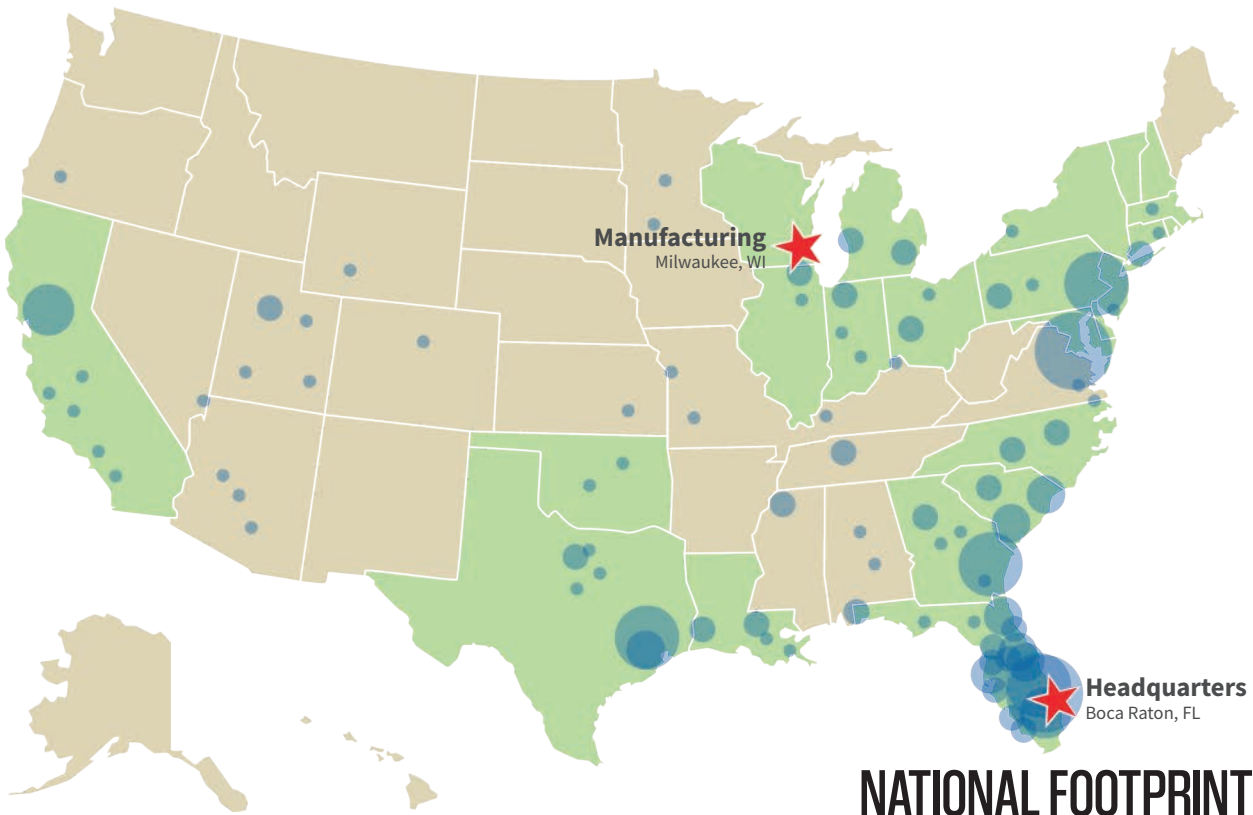 Manufacturing
Milwaukee, WI
Headquarters
Boca Raton, FL
NATIONAL FOOTPRINT